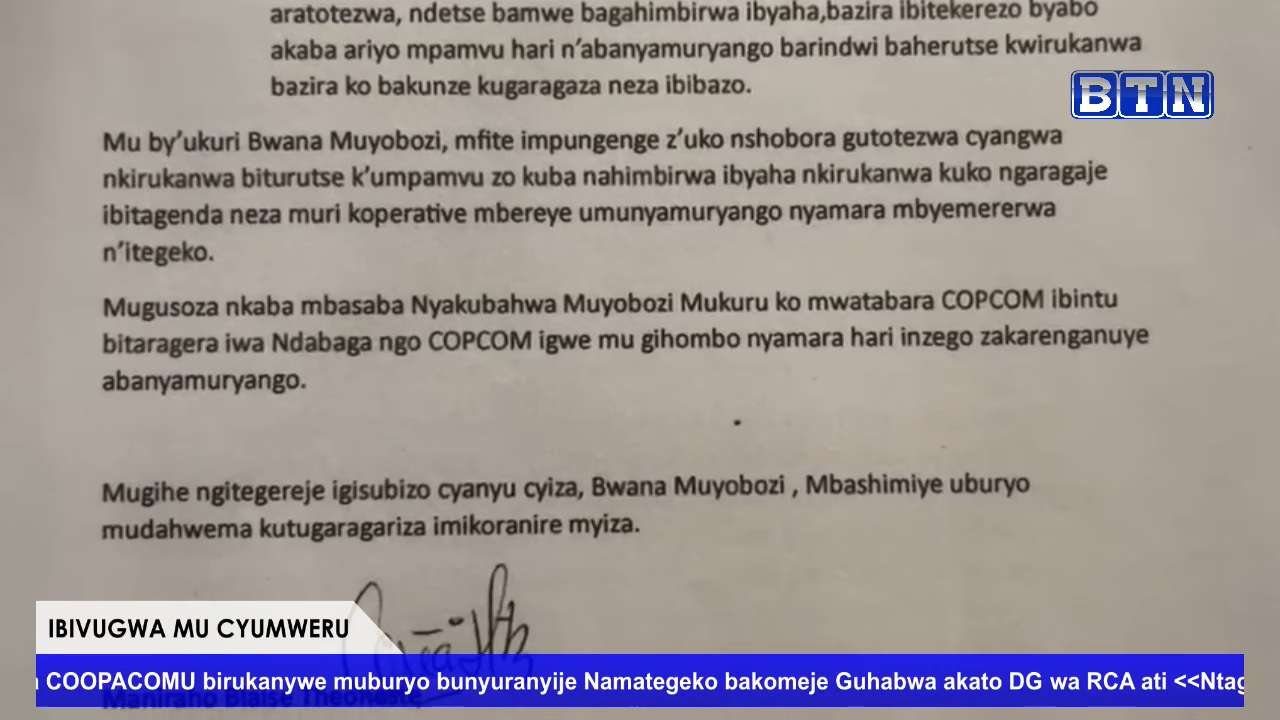 aratotezwa, ndetse bamwe bagahimbirwa ibyaha,bazira ibitekerezo byabo
akaba ariyo mpamvu hari n’abanyamuryango barindwi baherutse kwirukanwa
bazira ko bakunze kugaragaza neza ibibazo.
BTN
Mu by’ukuri Bwana Muyobozi, mfite impungenge z’uko nshobora gutotezwa cyangwa
nkirukanwa biturutse k’umpamvu zo kuba nahimbirwa ibyaha nkirukanwa kuko ngaragaje
ibitagenda neza muri koperative mbereye umunyamuryango nyamara mbyemererwa
n’itegeko.
Mugusoza nkaba mbasaba Nyakubahwa Muyobozi Mukuru ko mwatabara COPCOM ibintu
bitaragera iwa Ndabaga ngo COPCOM igwe mu gihombo nyamara hari inzego zakarenganuye
abanyamuryango.
Mugihe ngitegereje igisubizo cyanyu cyiza, Bwana Muyobozi , Mbashimiye uburyo
mudahwema kutugaragariza imikoranire myiza.
IBIVUGWA MU CYUMWERU
COOPACOMU birukanywe muburyo bunyuranyije Namategeko bakomeje Guhabwa akato DG wa RCA ati <<Ntag
Maniraho Blaise Theoneste